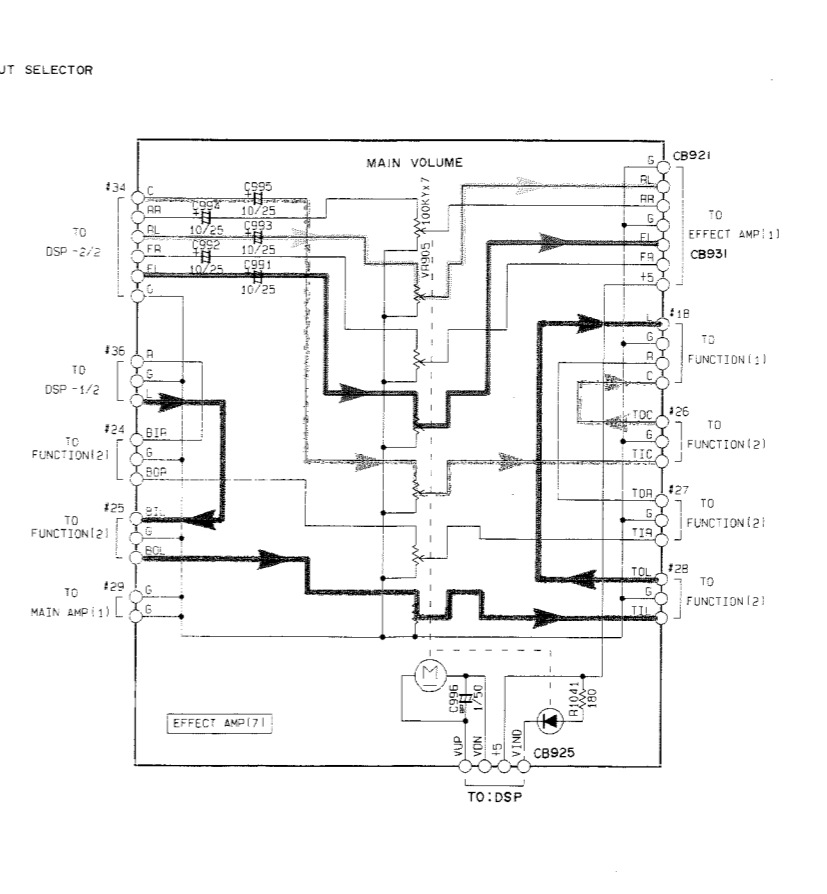 UT SELECTOR
MAIN VOLUME
CB921
#34
C
C995
10/25
RR
C994
10/25
RL
C993
10/25
FR
C992
10/25
FL
C991
10/25
G
TO
DSP-2/2
100KYx7
VR905
G
RL
RR
G
FL
FR
+5
TO
EFFECT AMP(1)
CB931
#18
L
G
R
C
TO
FUNCTION(1)
#36
R
G
L
TO
DSP-1/2
#24
BIR
G
BOR
TO
FUNCTION(2)
#25
BIL
G
BOL
TO
FUNCTION(2)
#29
G
G
TO
MAIN AMP(1)
#26
TOC
G
TIC
TO
FUNCTION(2)
#27
TOR
G
TIR
TO
FUNCTION(2)
#28
TOL
G
TIL
TO
FUNCTION(2)
M
C996
1/50
R1041
180
EFFECT AMP(7)
VUP
VDN
+5
VIND
CB925
TO:DSP